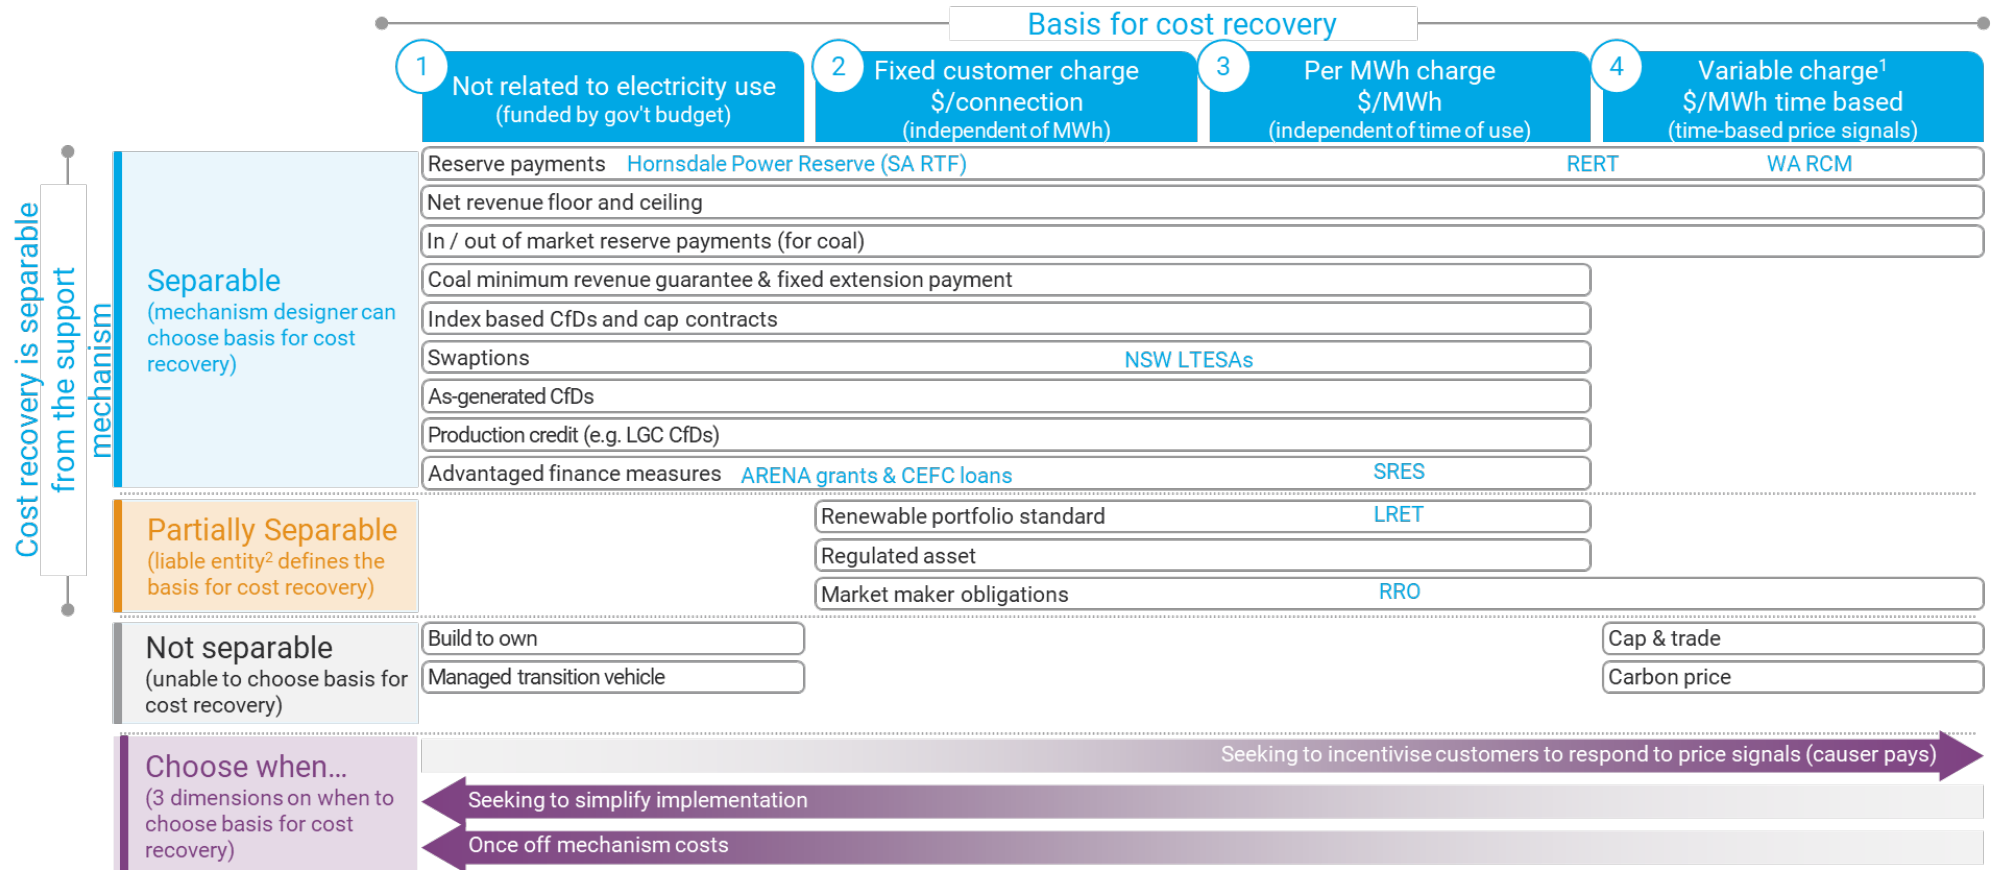 Basis for cost recovery
1
Not related to electricity use
(funded by gov't budget)
2
Fixed customer charge
$/connection
(independent of MWh)
3
Per MWh charge
$/MWh
(independent of time of use)
4
Variable charge¹
$/MWh time based
(time-based price signals)
Cost recovery is separable
from the support
mechanism
Separable
(mechanism designer can
choose basis for cost
recovery)
Reserve payments Hornsdale Power Reserve (SA RTF) RERT WA RCM
Net revenue floor and ceiling
In / out of market reserve payments (for coal)
Coal minimum revenue guarantee & fixed extension payment
Index based CfDs and cap contracts
Swaptions NSW LTESAs
As-generated CfDs
Production credit (e.g. LGC CfDs)
Advantaged finance measures ARENA grants & CEFC loans SRES
Partially Separable
(liable entity² defines the
basis for cost recovery)
Renewable portfolio standard LRET
Regulated asset
Market maker obligations RRO
Not separable
(unable to choose basis for
cost recovery)
Build to own Cap & trade
Managed transition vehicle Carbon price
Choose when...
(3 dimensions on when to
choose basis for cost
recovery)
Seeking to incentivise customers to respond to price signals (causer pays)
Seeking to simplify implementation
Once off mechanism costs